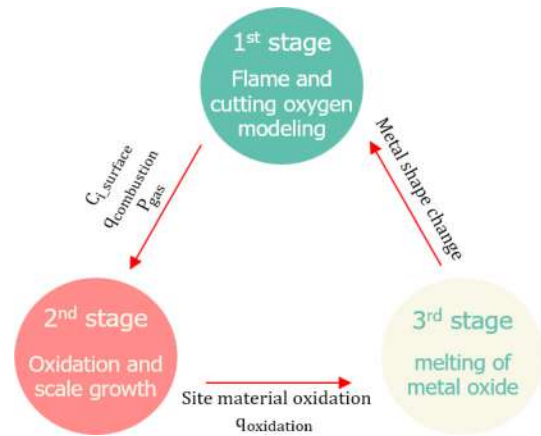 1st stage
Flame and
cutting oxygen
modeling
Ci_surface
qcombustion
Pgas
Metal shape change
2nd stage
Oxidation and
scale growth
Site material oxidation
qoxidation
3rd stage
melting of
metal oxide